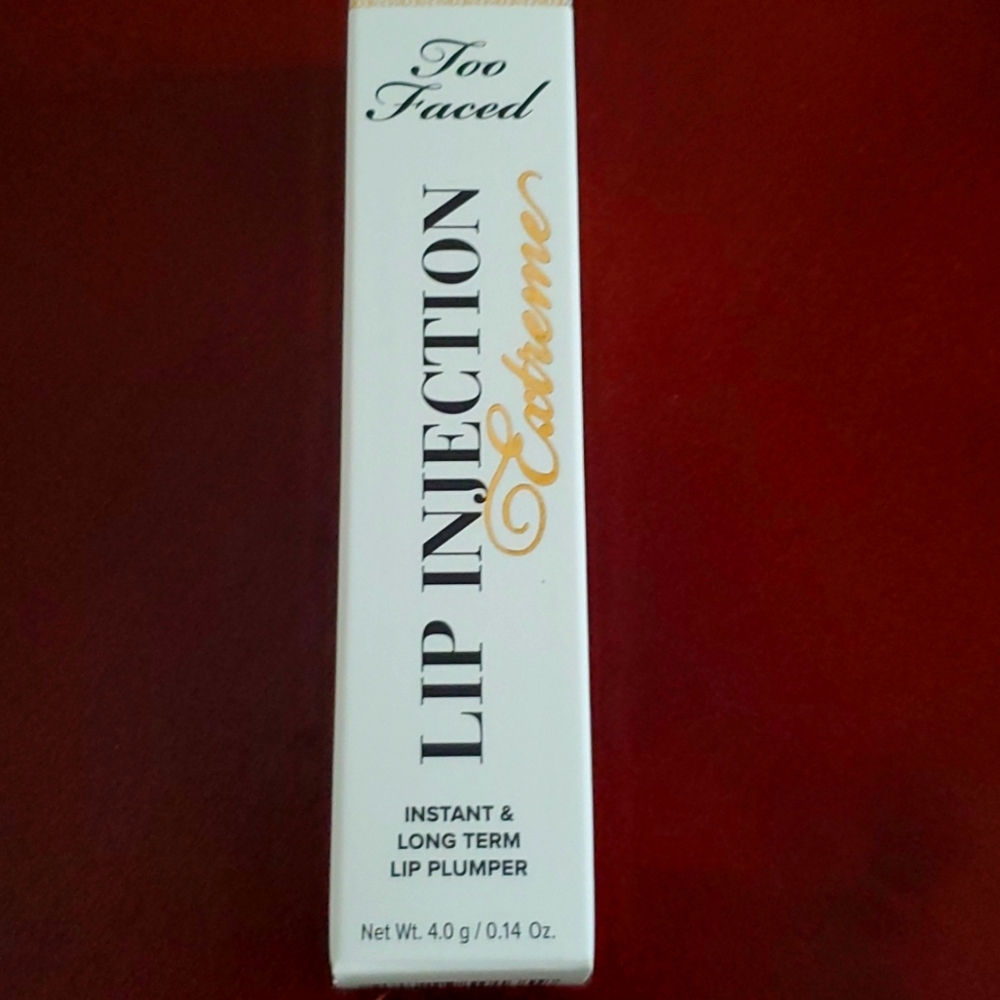 Too
Faced
LIP INJECTION
Extreme
INSTANT &
LONG TERM
LIP PLUMPER
Net Wt. 4.0 g / 0.14 Oz.